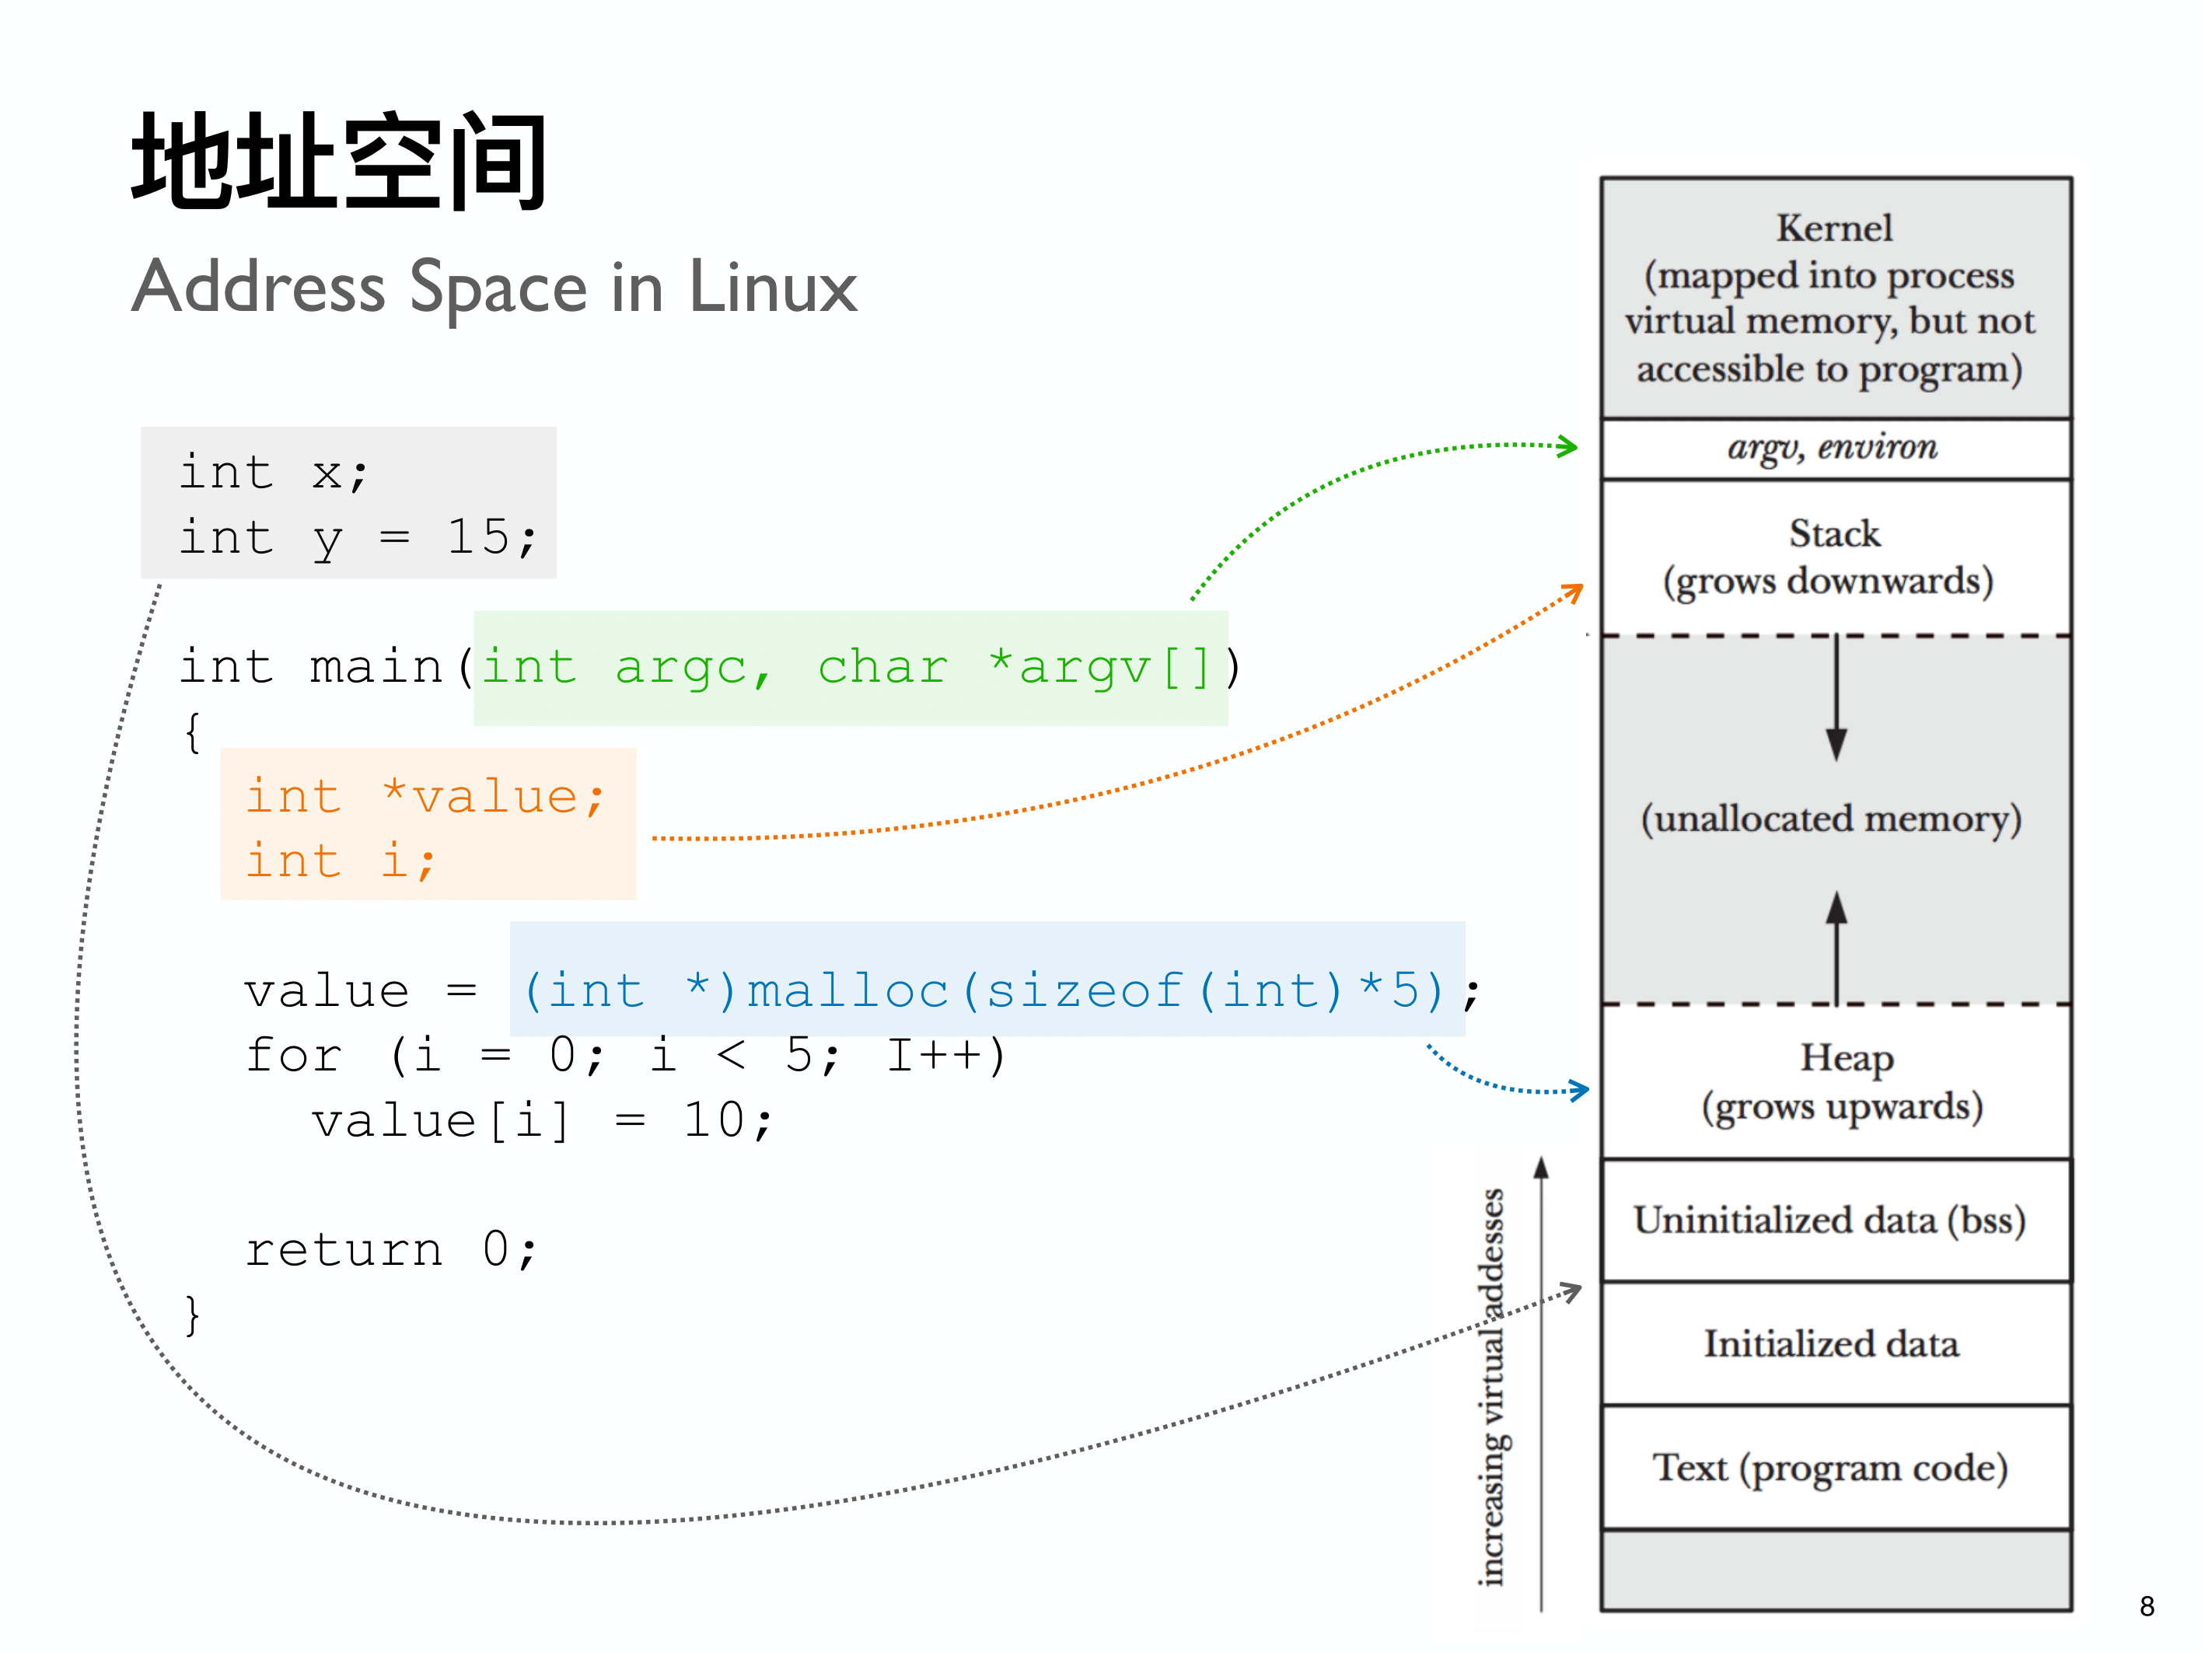 地址空间
Address Space in Linux
int x;
int y = 15;
int main(int argc, char *argv[])
{
int *value;
int i;
value = (int *)malloc(sizeof(int)*5);
for (i = 0; i < 5; I++)
value[i] = 10;
return 0;
}
Kernel
(mapped into process
virtual memory, but not
accessible to program)
argv, environ
Stack
(grows downwards)
(unallocated memory)
Heap
(grows upwards)
Uninitialized data (bss)
Initialized data
Text (program code)
increasing virtual addesses
8